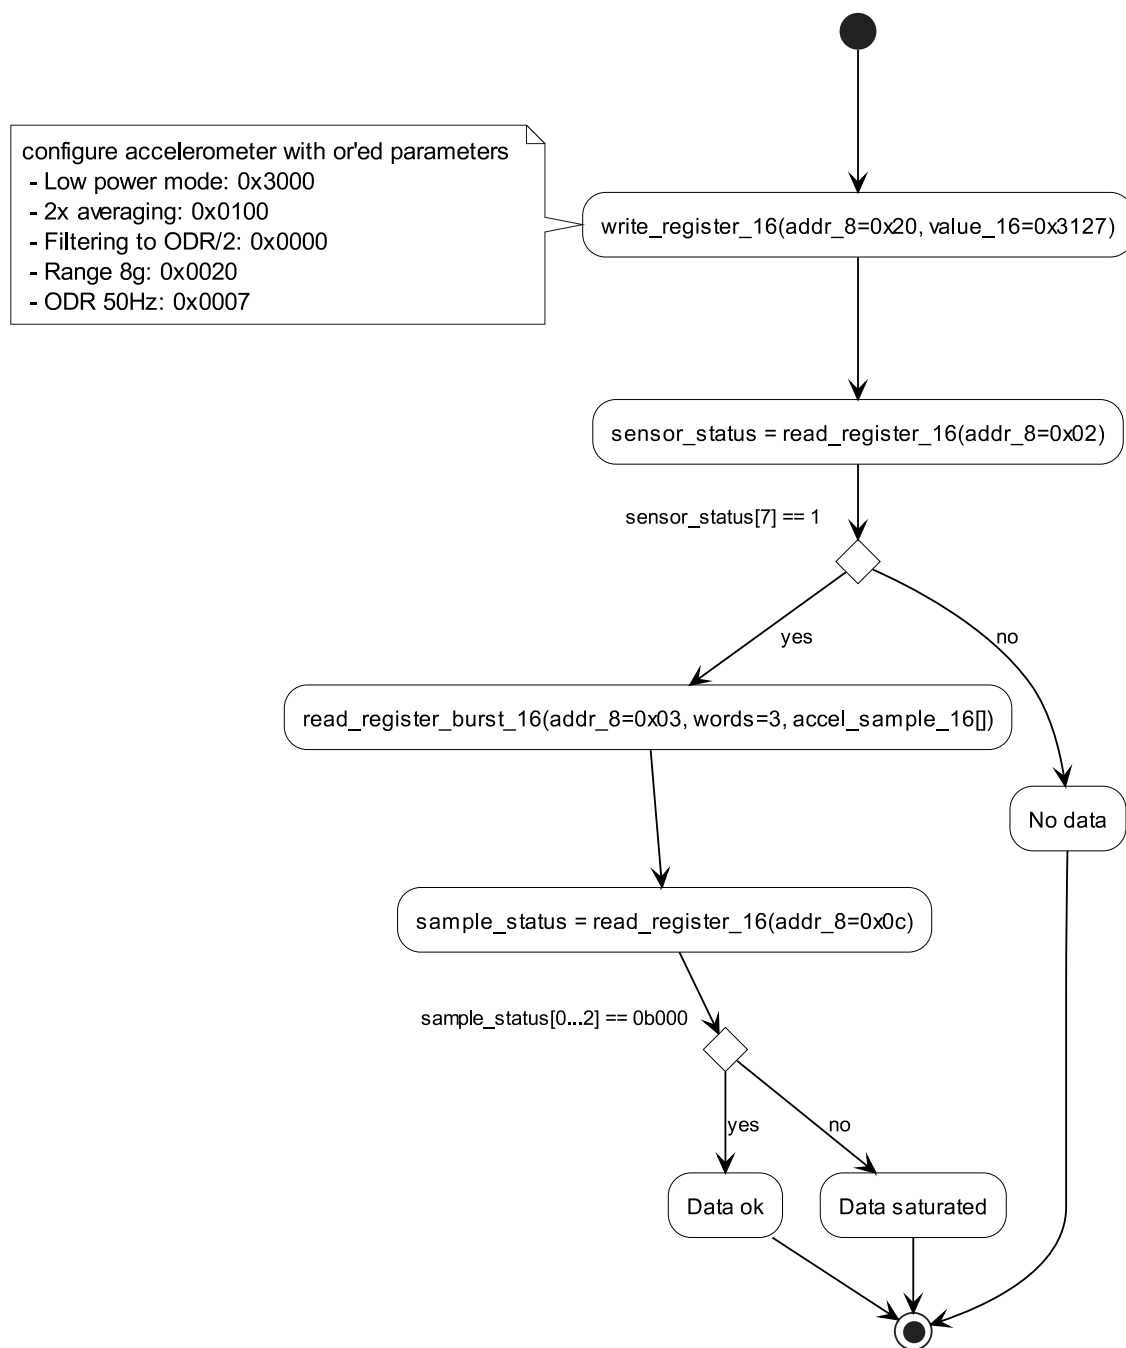 configure accelerometer with or'ed parameters
- Low power mode: 0x3000
- 2x averaging: 0x0100
- Filtering to ODR/2: 0x0000
- Range 8g: 0x0020
- ODR 50Hz: 0x0007
write_register_16(addr_8=0x20, value_16=0x3127)
sensor_status = read_register_16(addr_8=0x02)
sensor_status[7] == 1
yes
no
read_register_burst_16(addr_8=0x03, words=3, accel_sample_16[])
No data
sample_status = read_register_16(addr_8=0x0c)
sample_status[0...2] == 0b000
yes
no
Data ok
Data saturated